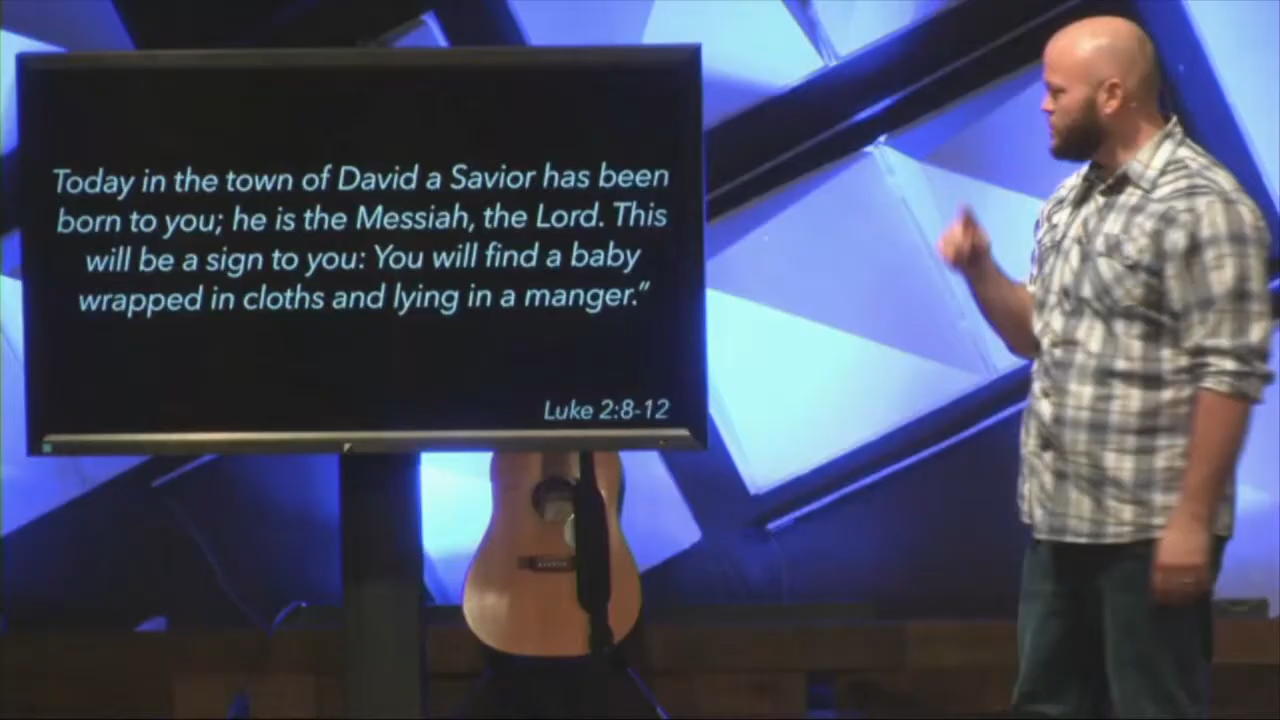 Today in the town of David a Savior has been
born to you; he is the Messiah, the Lord. This
will be a sign to you: You will find a baby
wrapped in cloths and lying in a manger.”
Luke 2:8-12